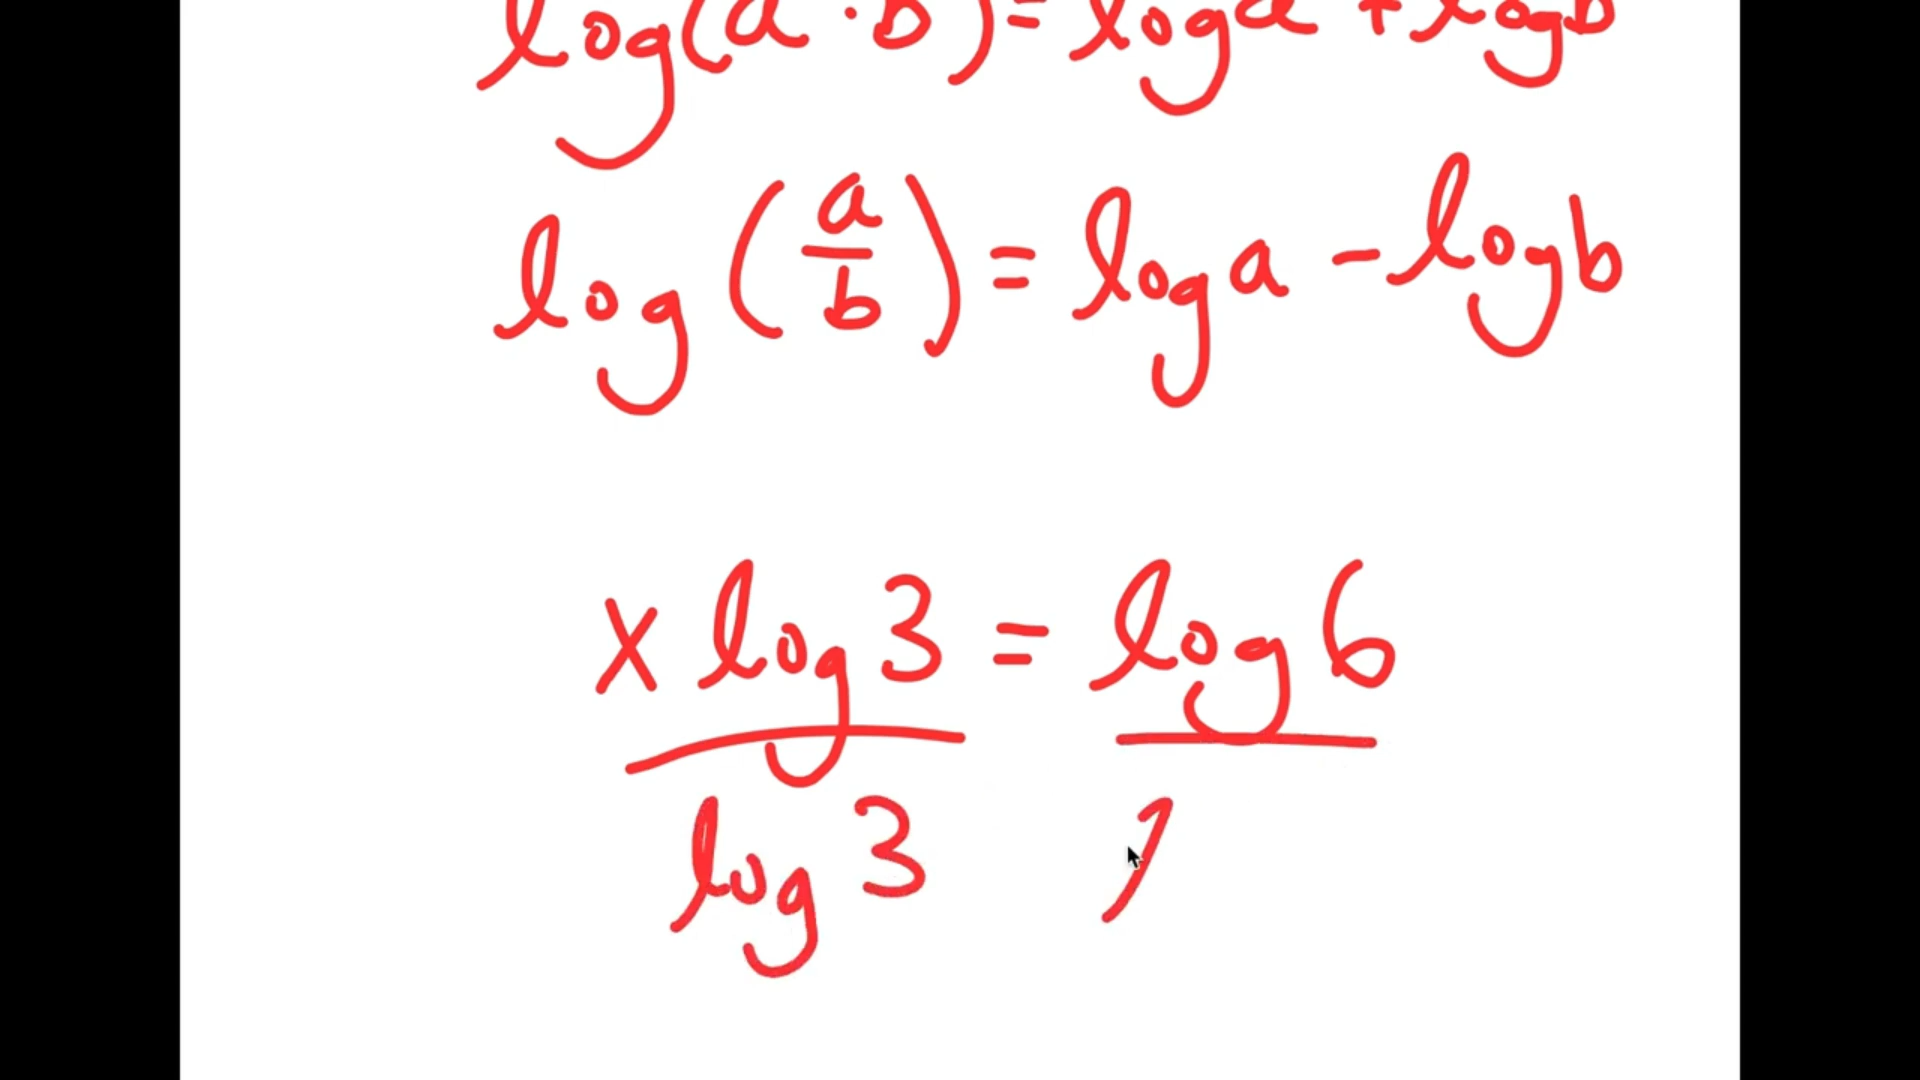 log(a · b) = log a + log b
log (a/b) = log a - log b
x log 3 = log 6
log 3